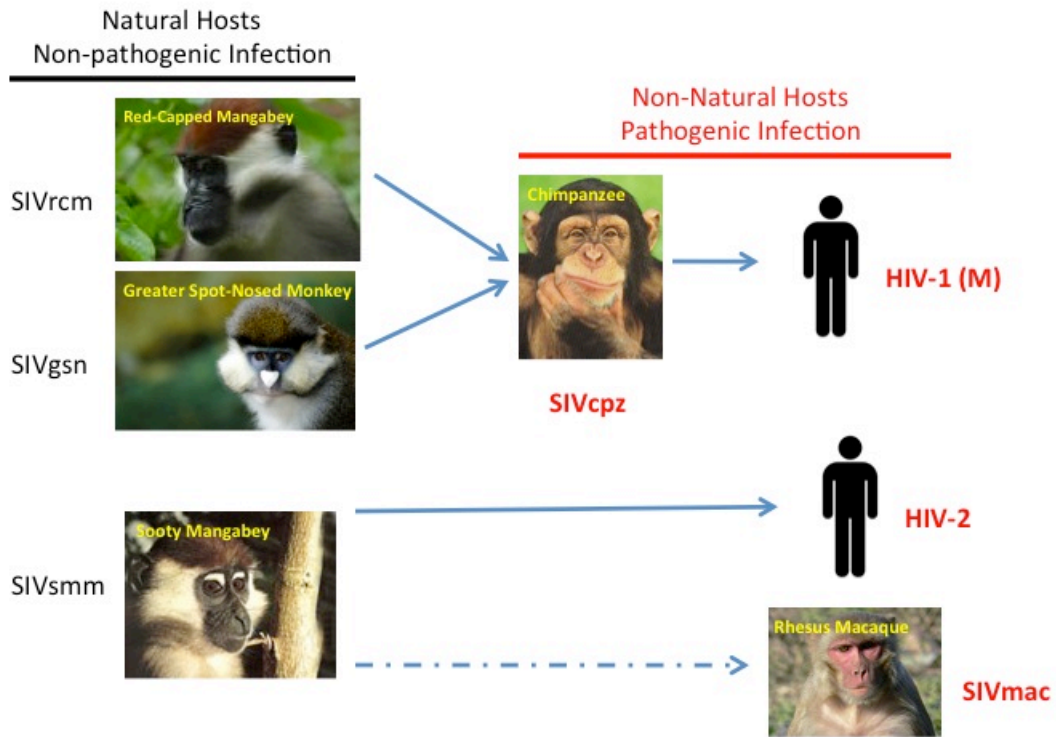 Natural Hosts
Non-pathogenic Infection
Non-Natural Hosts
Pathogenic Infection
Red-Capped Mangabey
SIVrcm
Chimpanzee
HIV-1 (M)
Greater Spot-Nosed Monkey
SIVgsn
SIVcpz
Sooty Mangabey
HIV-2
SIVsmm
Rhesus Macaque
SIVmac